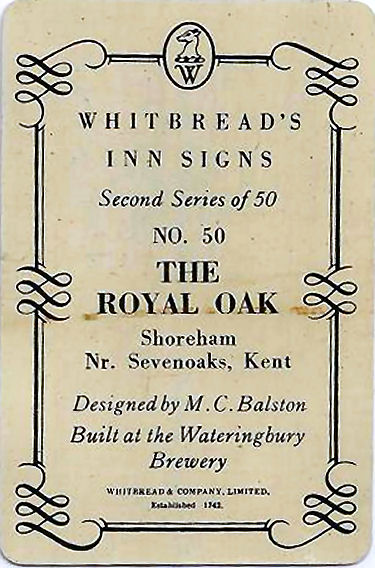 W
WHITBREAD'S
INN SIGNS
Second Series of 50
NO. 50
THE
ROYAL OAK
Shoreham
Nr. Sevenoaks, Kent
Designed by M. C. Balston
Built at the Wateringbury
Brewery
WHITBREAD & COMPANY, LIMITED,
Established 1742.